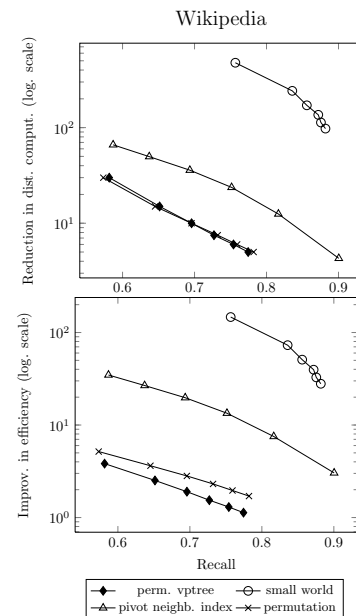 Wikipedia
Reduction in dist. comput. (log. scale)
10^2
10^1
0.6 0.7 0.8 0.9
Improv. in efficiency (log. scale)
10^2
10^1
10^0
0.6 0.7 0.8 0.9
Recall
perm. vptree small world
pivot neighb. index permutation